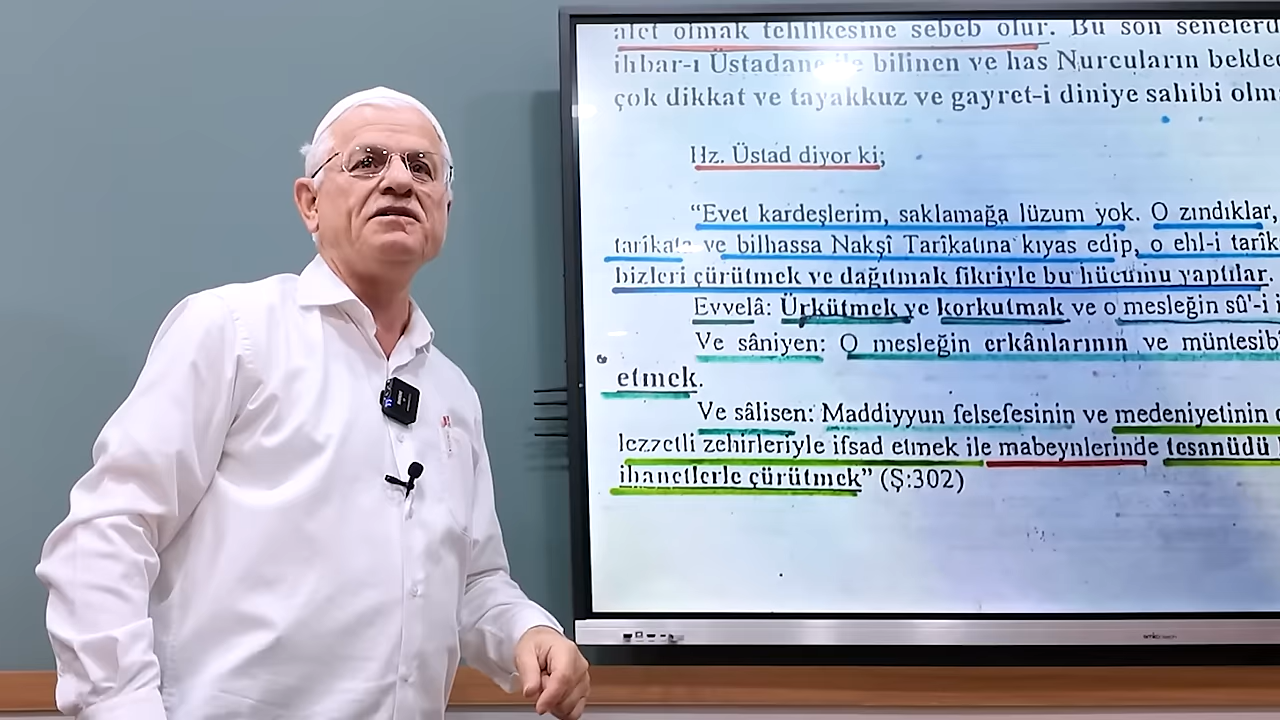 alet olmak tehlikesine sebeb olur. Bu son senelerd
ihbar-ı Üstadane ile bilinen ve has Nurcuların bekled
çok dikkat ve tayakkuz ve gayret-i diniye sahibi olm
Hz. Üstad diyor ki;
“Evet kardeşlerim, saklamağa lüzum yok. O zındıklar,
tarîkata ve bilhassa Nakşî Tarîkatına kıyas edip, o ehl-i tarîk
bizleri çürütmek ve dağıtmak fikriyle bu hücumu yaptılar.
Evvelâ: Ürkütmek ve korkutmak ve o mesleğin sû'-i i
Ve sâniyen: O mesleğin erkânlarının ve müntesib
etmek.
Ve sâlisen: Maddiyyun felsefesinin ve medeniyetinin
lezzetli zehirleriyle ifsad etmek ile mabeynlerinde tesanüdü
ihanetlerle çürütmek” (Ş:302)